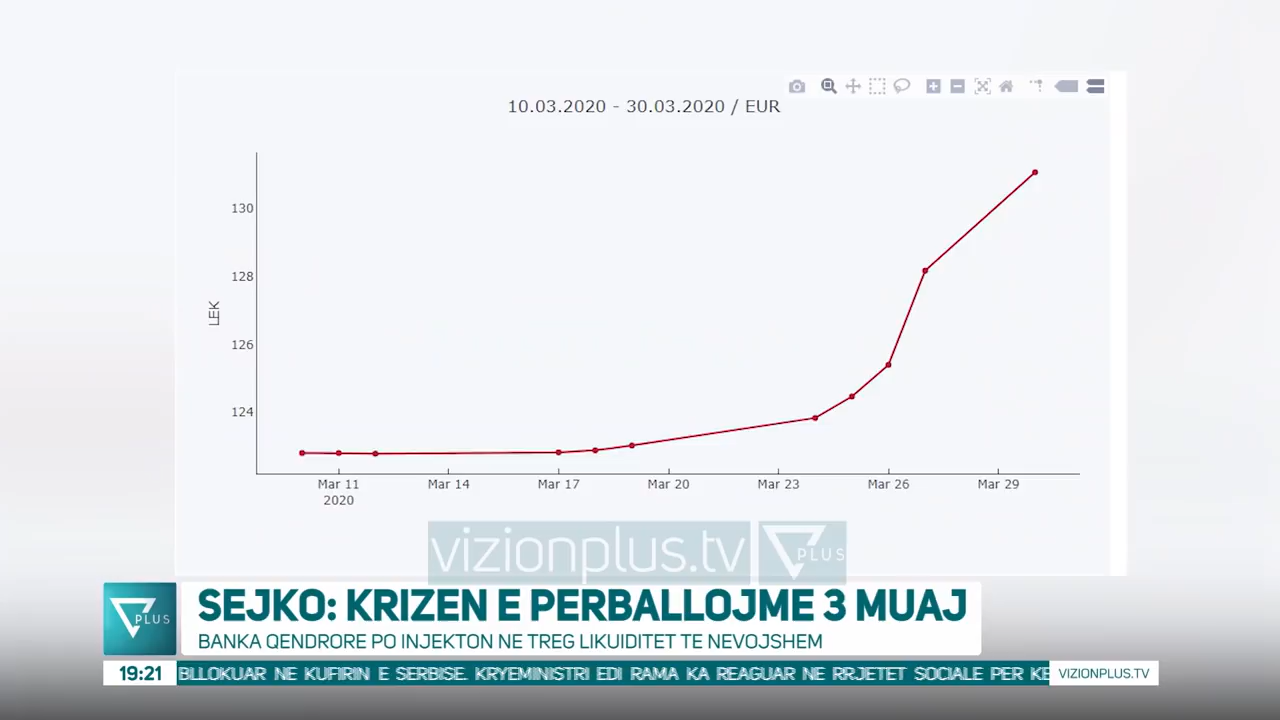 10.03.2020 - 30.03.2020 / EUR
130
128
126
124
LEK
Mar 11 Mar 14 Mar 17 Mar 20 Mar 23 Mar 26 Mar 29
2020
vizionplus.tv PLUS
PLUS SEJKO: KRIZEN E PERBALLOJME 3 MUAJ
BANKA QENDRORE PO INJEKTON NE TREG LIKUIDITET TE NEVOJSHEM
19:21 BLLOKUAR NE KUFIRIN E SERBISE. KRYEMINISTRI EDI RAMA KA REAGUAR NE RRJETET SOCIALE PER KE VIZIONPLUS.TV